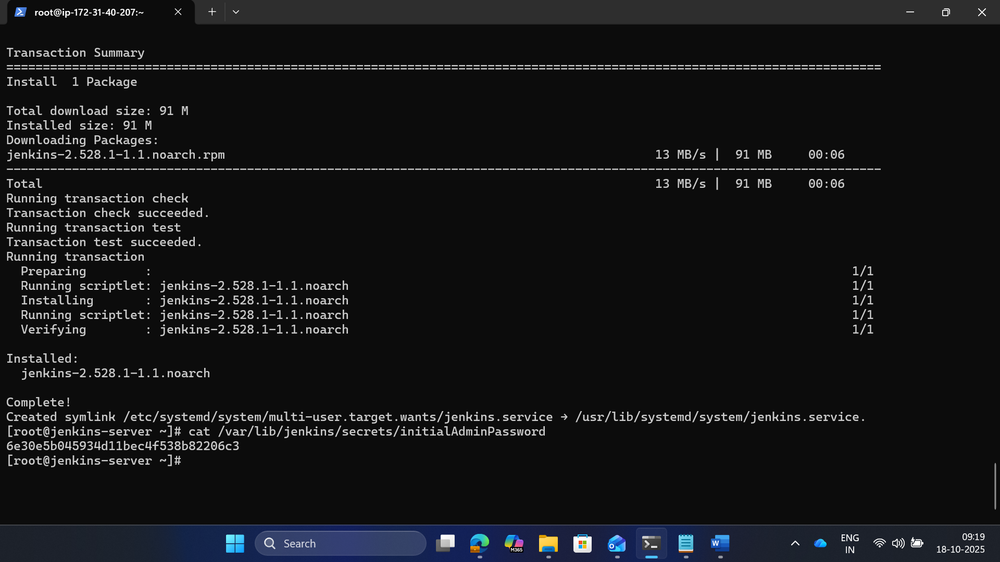 root@ip-172-31-40-207:~
Transaction Summary
========================================================================================================================
Install  1 Package
Total download size: 91 M
Installed size: 91 M
Downloading Packages:
jenkins-2.528.1-1.1.noarch.rpm 13 MB/s |  91 MB     00:06
------------------------------------------------------------------------------------------------------------------------
Total 13 MB/s |  91 MB     00:06
Running transaction check
Transaction check succeeded.
Running transaction test
Transaction test succeeded.
Running transaction
  Preparing        : 1/1
  Running scriptlet: jenkins-2.528.1-1.1.noarch 1/1
  Installing       : jenkins-2.528.1-1.1.noarch 1/1
  Running scriptlet: jenkins-2.528.1-1.1.noarch 1/1
  Verifying        : jenkins-2.528.1-1.1.noarch 1/1
Installed:
  jenkins-2.528.1-1.1.noarch
Complete!
Created symlink /etc/systemd/system/multi-user.target.wants/jenkins.service → /usr/lib/systemd/system/jenkins.service.
[root@jenkins-server ~]# cat /var/lib/jenkins/secrets/initialAdminPassword
6e30e5b045934d11bec4f538b82206c3
[root@jenkins-server ~]#
Search
M365
ENG
IN
09:19
18-10-2025